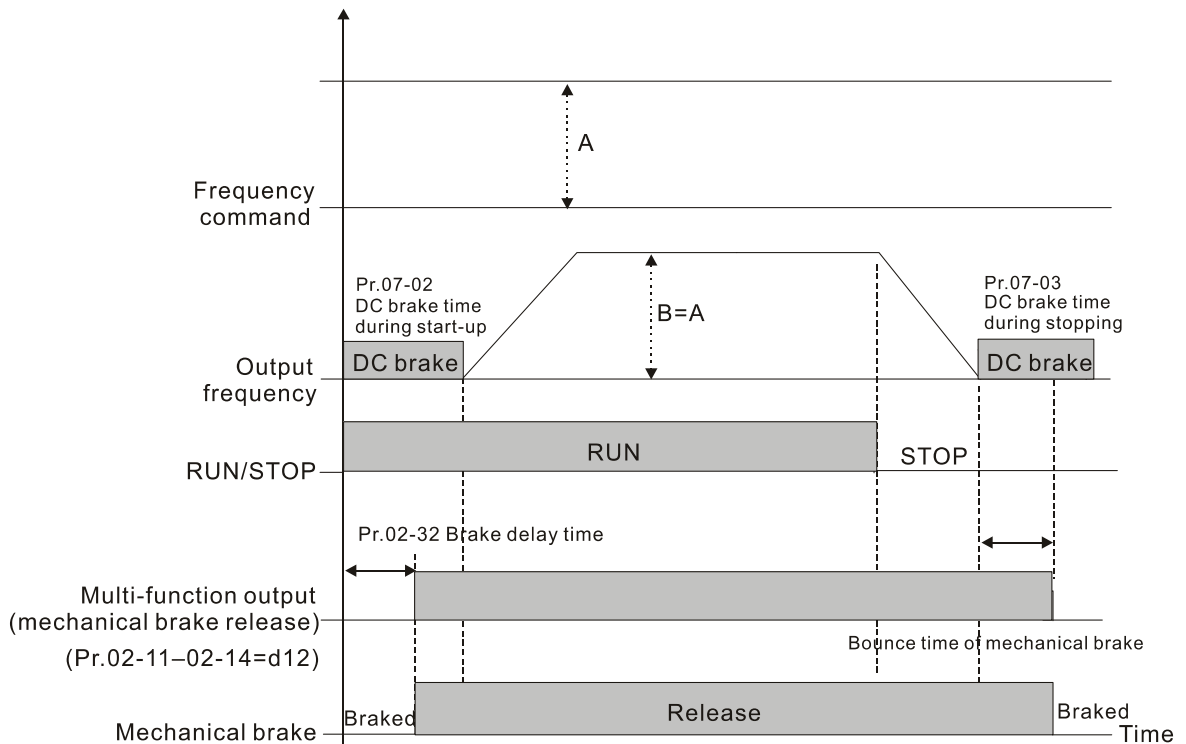 A
Frequency
command
Pr.07-02
DC brake time
during start-up
Pr.07-03
DC brake time
during stopping
B=A
DC brake
DC brake
Output
frequency
RUN
STOP
RUN/STOP
Pr.02-32 Brake delay time
Multi-function output
(mechanical brake release)
(Pr.02-11–02-14=d12)
Bounce time of mechanical brake
Braked
Release
Braked
Mechanical brake
Time